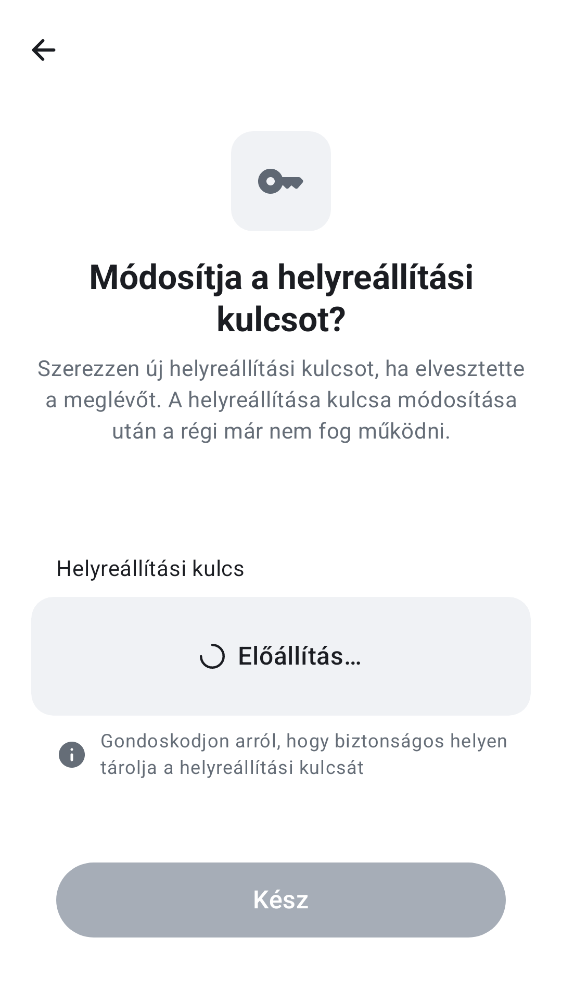 Módosítja a helyreállítási
kulcsot?
Szerezzen új helyreállítási kulcsot, ha elvesztette
a meglévőt. A helyreállítása kulcsa módosítása
után a régi már nem fog működni.
Helyreállítási kulcs
Előállítás…
Gondoskodjon arról, hogy biztonságos helyen
tárolja a helyreállítási kulcsát
Kész